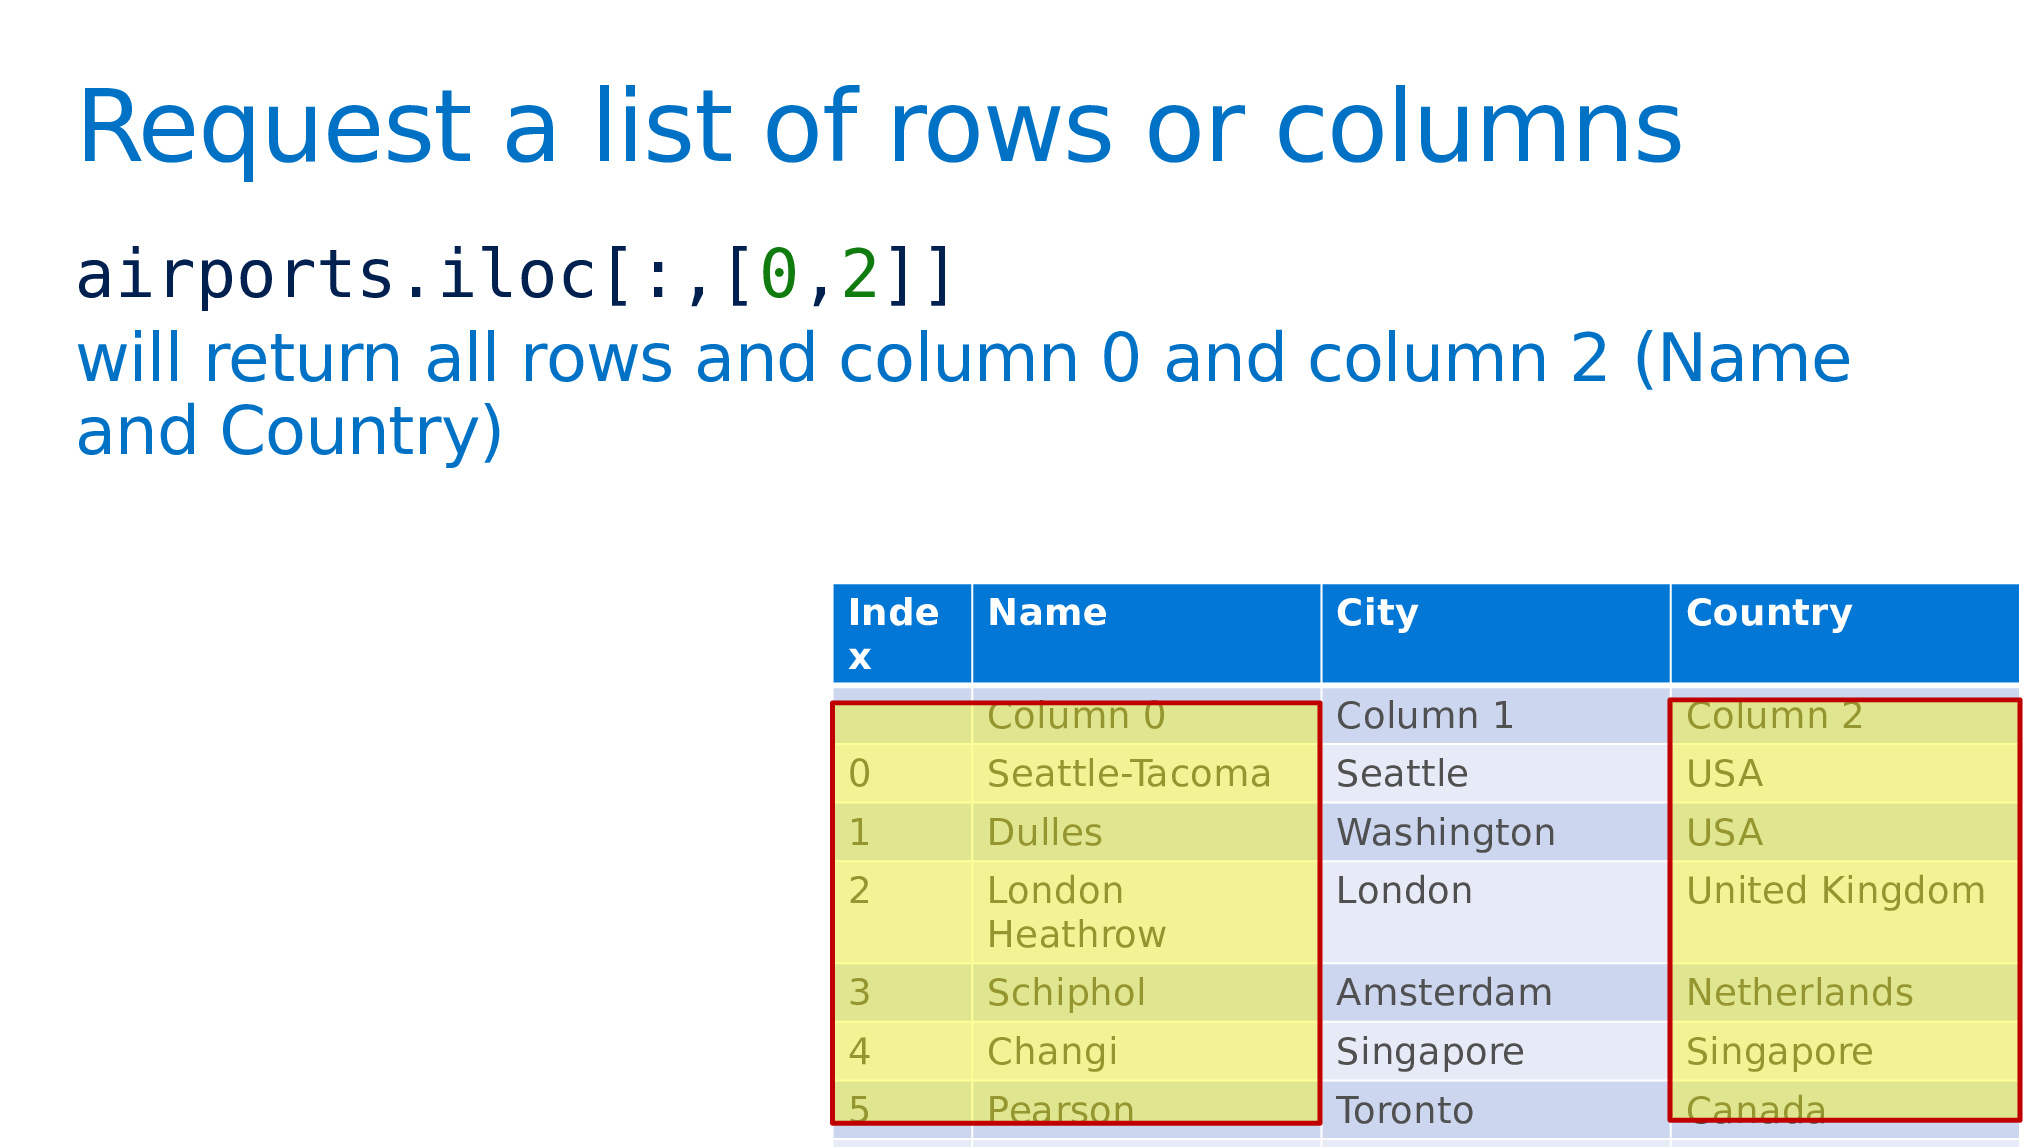 Request a list of rows or columns
airports.iloc[:,[0,2]]
will return all rows and column 0 and column 2 (Name
and Country)
Inde
x Name City Country
Column 0 Column 1 Column 2
0 Seattle-Tacoma Seattle USA
1 Dulles Washington USA
2 London London United Kingdom
Heathrow
3 Schiphol Amsterdam Netherlands
4 Changi Singapore Singapore
5 Pearson Toronto Canada